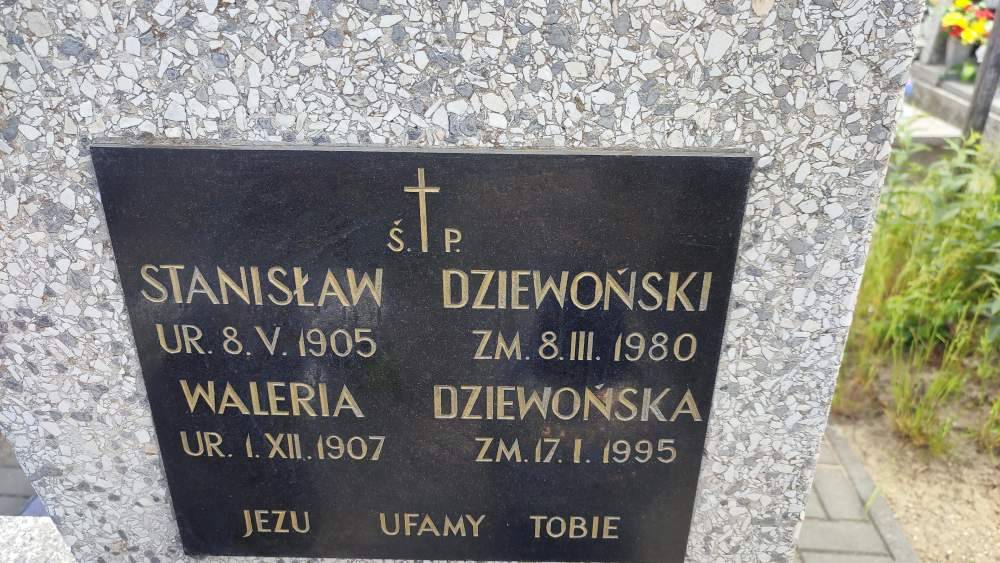 Ś. P.
STANISŁAW DZIEWOŃSKI
UR. 8. V. 1905 ZM. 8. III. 1980
WALERIA DZIEWOŃSKA
UR. 1. XII. 1907 ZM. 17. I. 1995
JEZU UFAMY TOBIE